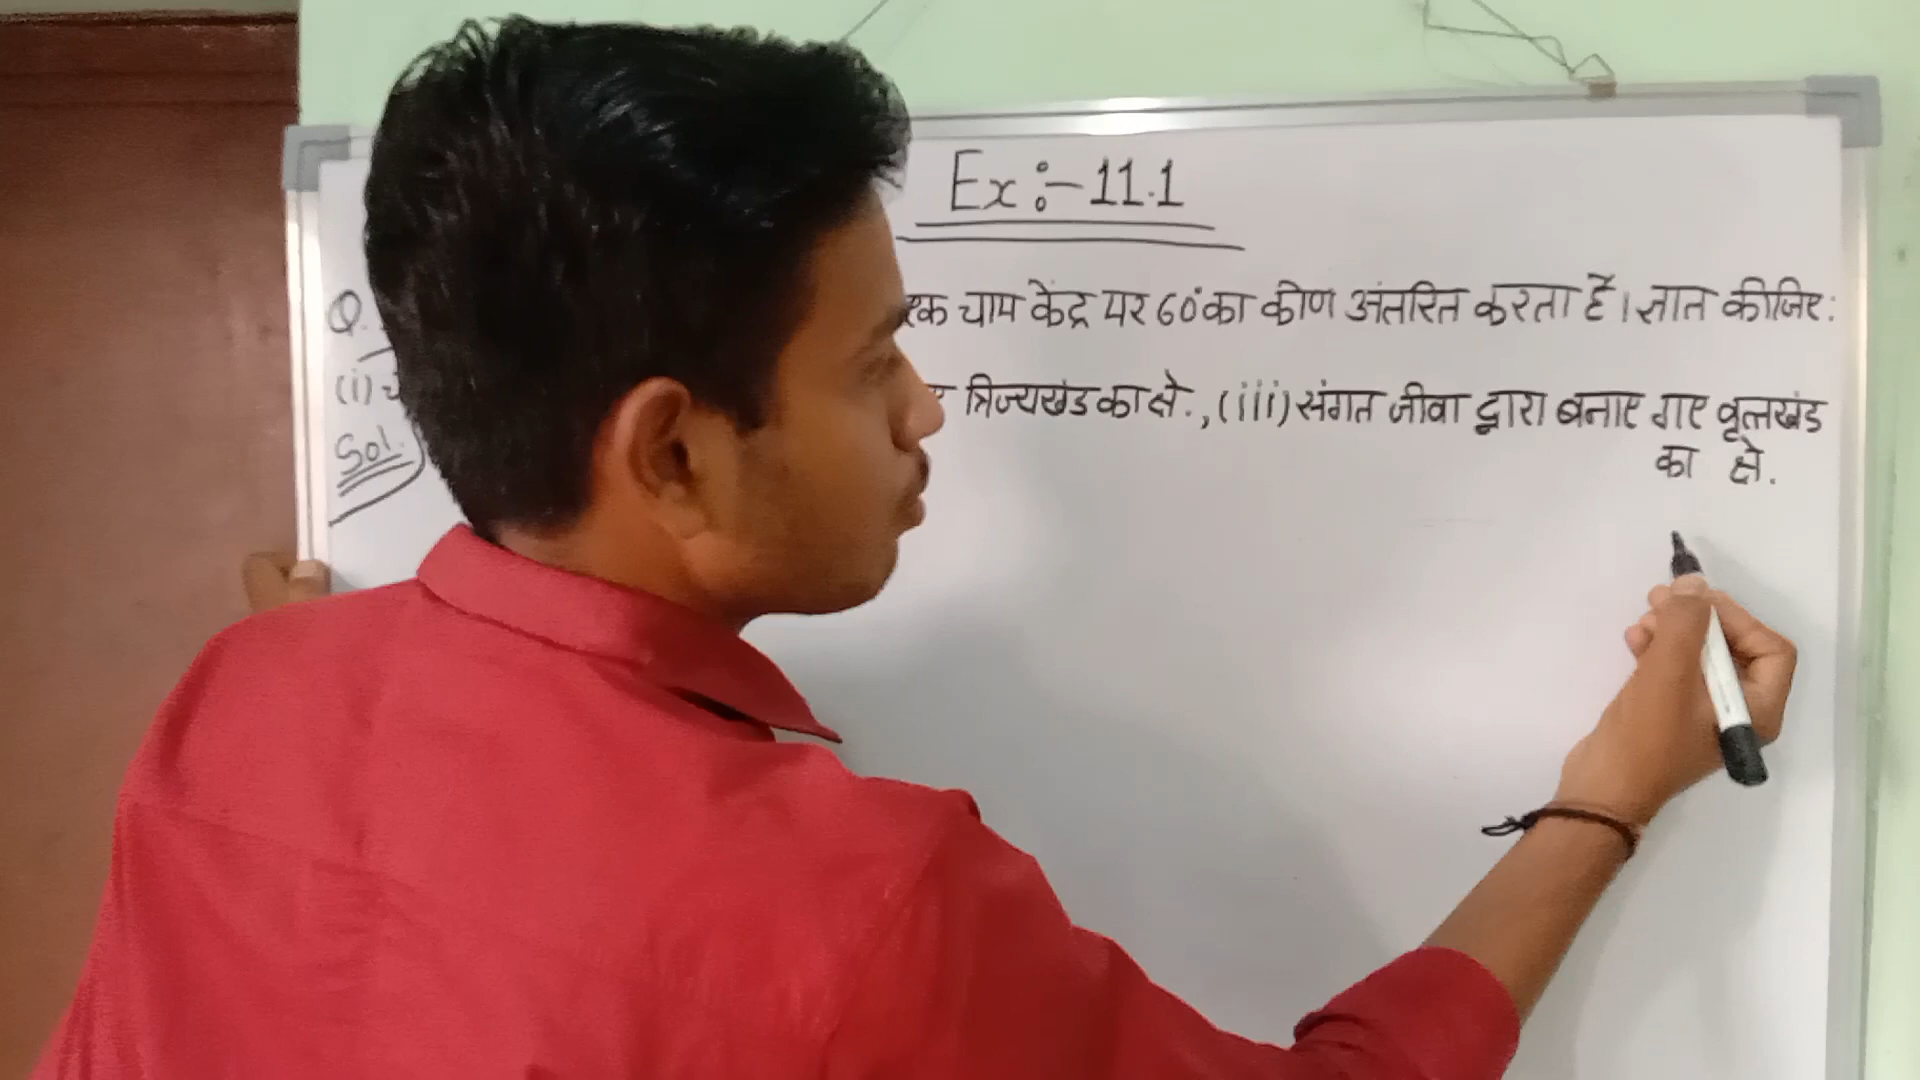 Ex:-11.1
Q. एक चाप केंद्र पर 60° का कोण अंतरित करता है। ज्ञात कीजिए:
(i) त्रिज्यखंड का क्षे., (iii) संगत जीवा द्वारा बनाए गए वृत्तखंड
का क्षे.
Sol.